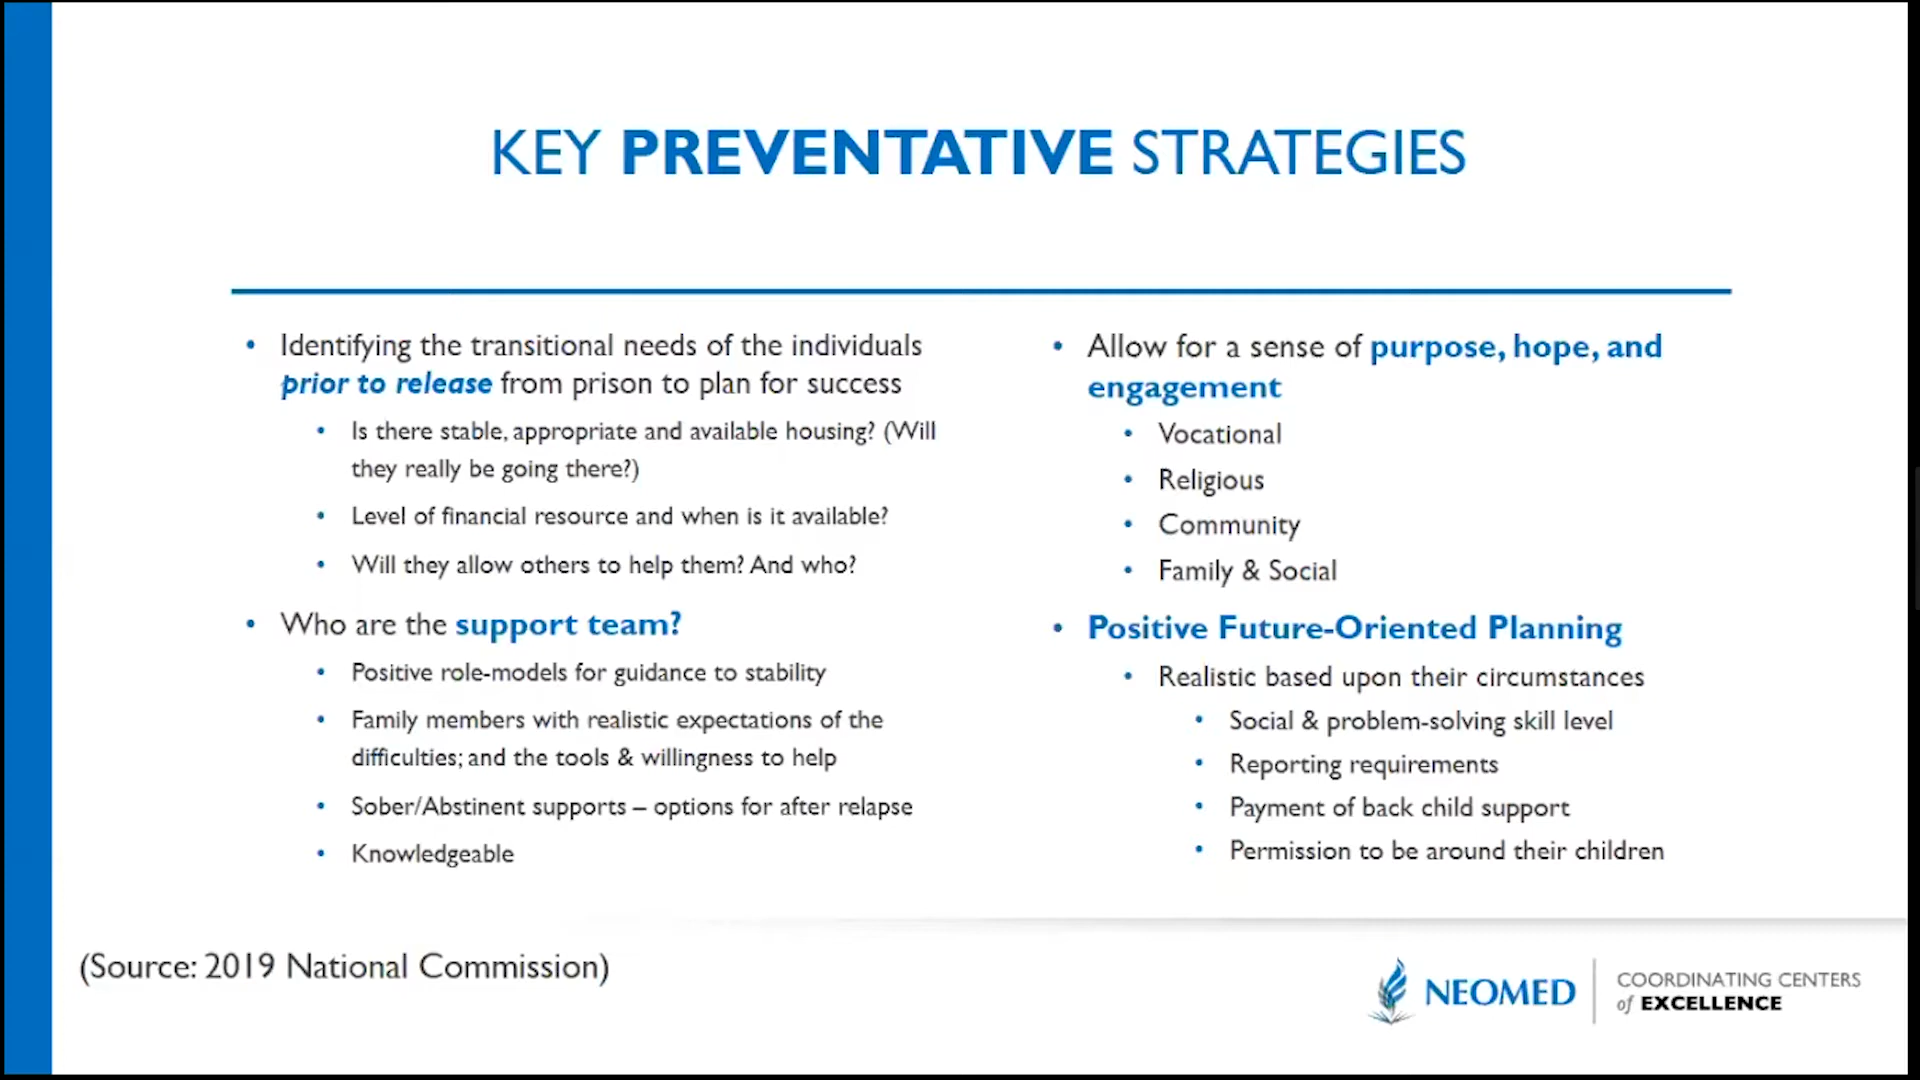 KEY PREVENTATIVE STRATEGIES
• Identifying the transitional needs of the individuals
prior to release from prison to plan for success
• Is there stable, appropriate and available housing? (Will
they really be going there?)
• Level of financial resource and when is it available?
• Will they allow others to help them? And who?
• Who are the support team?
• Positive role-models for guidance to stability
• Family members with realistic expectations of the
difficulties; and the tools & willingness to help
• Sober/Abstinent supports – options for after relapse
• Knowledgeable
• Allow for a sense of purpose, hope, and
engagement
• Vocational
• Religious
• Community
• Family & Social
• Positive Future-Oriented Planning
• Realistic based upon their circumstances
• Social & problem-solving skill level
• Reporting requirements
• Payment of back child support
• Permission to be around their children
(Source: 2019 National Commission)
NEOMED
COORDINATING CENTERS
of EXCELLENCE